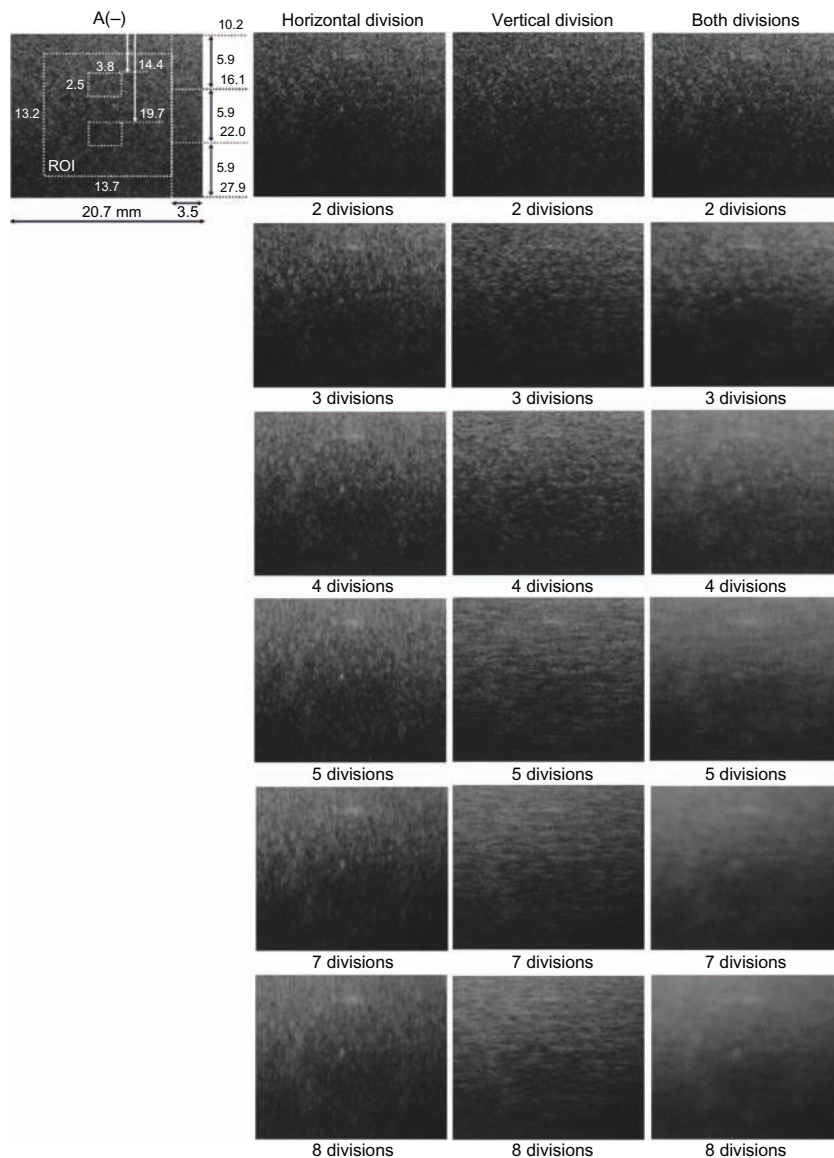 A(–)
Horizontal division
Vertical division
Both divisions
10.2
3.8
14.4
5.9
2.5
16.1
13.2
19.7
5.9
22.0
ROI
5.9
13.7
27.9
20.7 mm
3.5
2 divisions
2 divisions
2 divisions
3 divisions
3 divisions
3 divisions
4 divisions
4 divisions
4 divisions
5 divisions
5 divisions
5 divisions
7 divisions
7 divisions
7 divisions
8 divisions
8 divisions
8 divisions